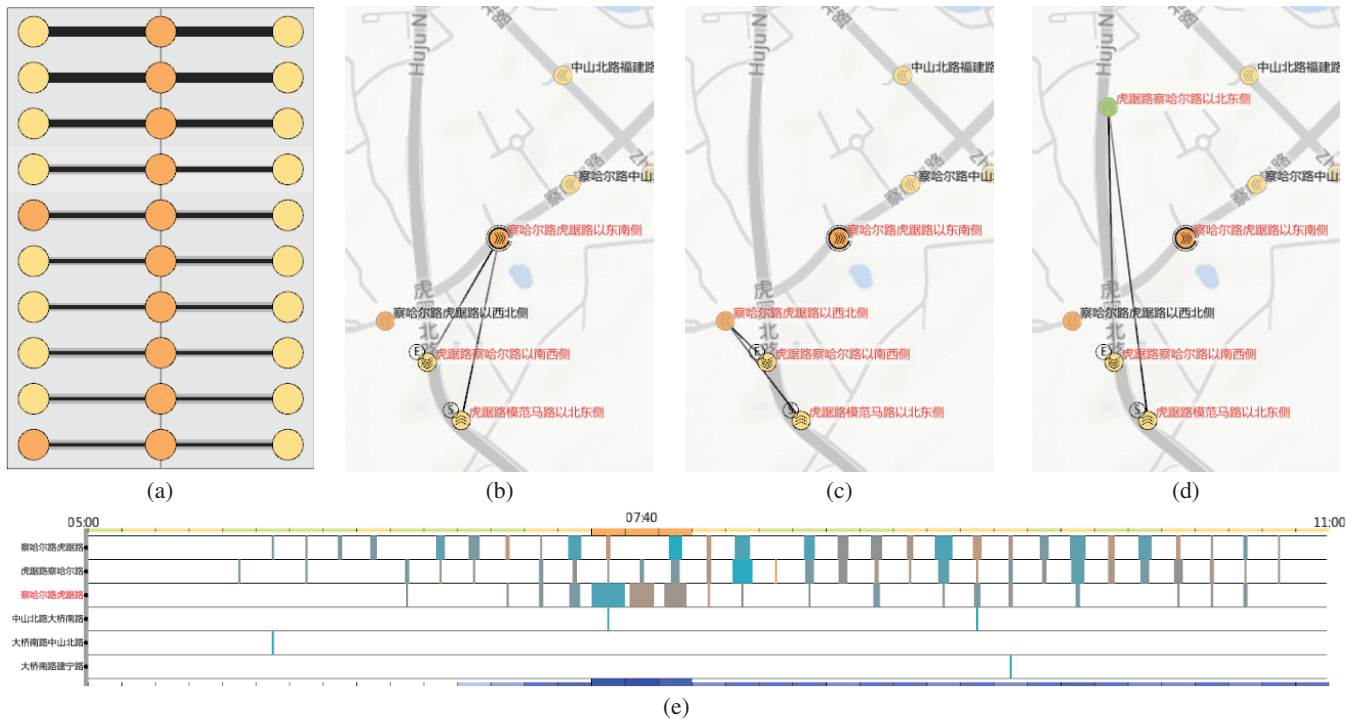 Huju N
中山北路福建路
察哈尔路中山
察哈尔路虎踞路以东南侧
虎踞北路
察哈尔路虎踞路以西北侧
E
虎踞路察哈尔路以南西侧
S
虎踞路模范马路以北东侧
Huju N
中山北路福建路
察哈尔路中山
察哈尔路虎踞路以东南侧
察哈尔路虎踞路以西北侧
E
虎踞路察哈尔路以南西侧
S
虎踞路模范马路以北东侧
Huju N
中山北路福建路
虎踞路察哈尔路以北东侧
Zh
察哈尔路中山
察哈尔路虎踞路以东南侧
察哈尔路虎踞路以西北侧
E
虎踞路察哈尔路以南西侧
S
虎踞路模范马路以北东侧
(a)
(b)
(c)
(d)
05:00
07:40
11:00
察哈尔路虎踞路
虎踞路察哈尔路
察哈尔路虎踞路
中山北路大桥南路
大桥南路中山北路
大桥南路建宁路
(e)